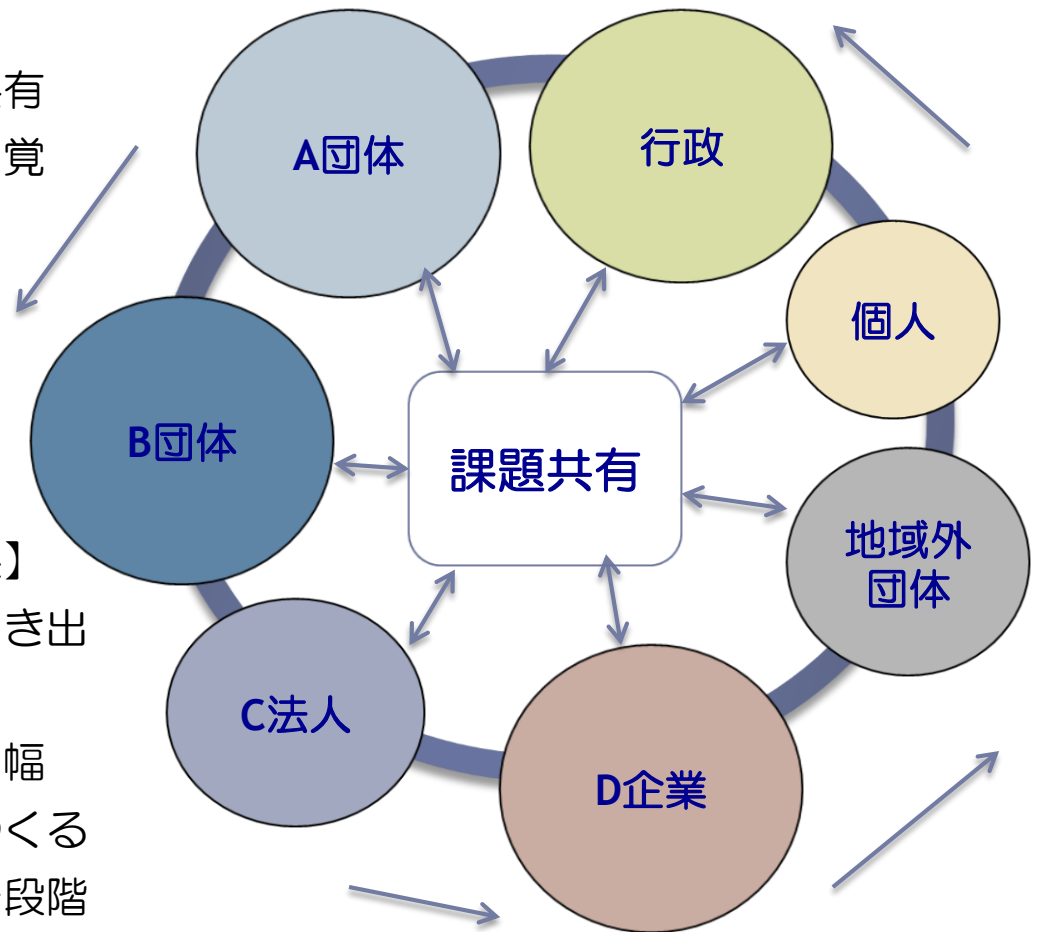 有
覚
】
き出
幅
くる
段階
A団体
行政
個人
B団体
課題共有
地域外
団体
C法人
D企業